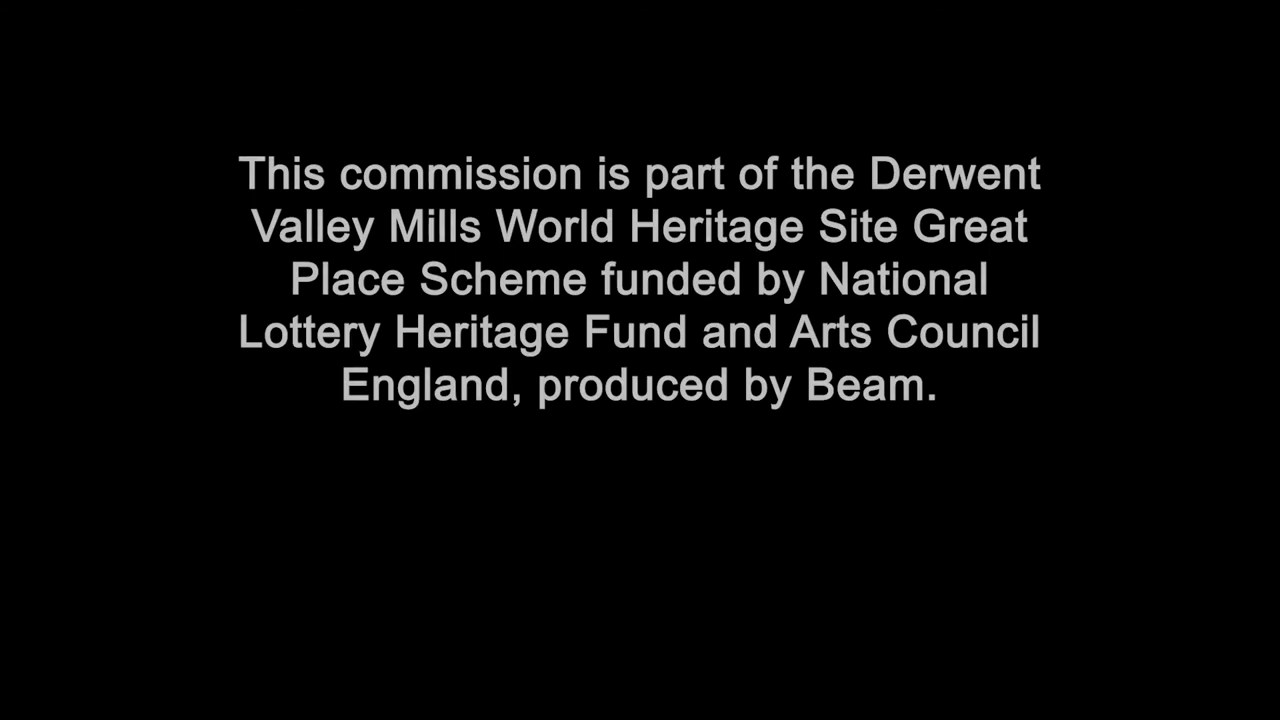 This commission is part of the Derwent
Valley Mills World Heritage Site Great
Place Scheme funded by National
Lottery Heritage Fund and Arts Council
England, produced by Beam.